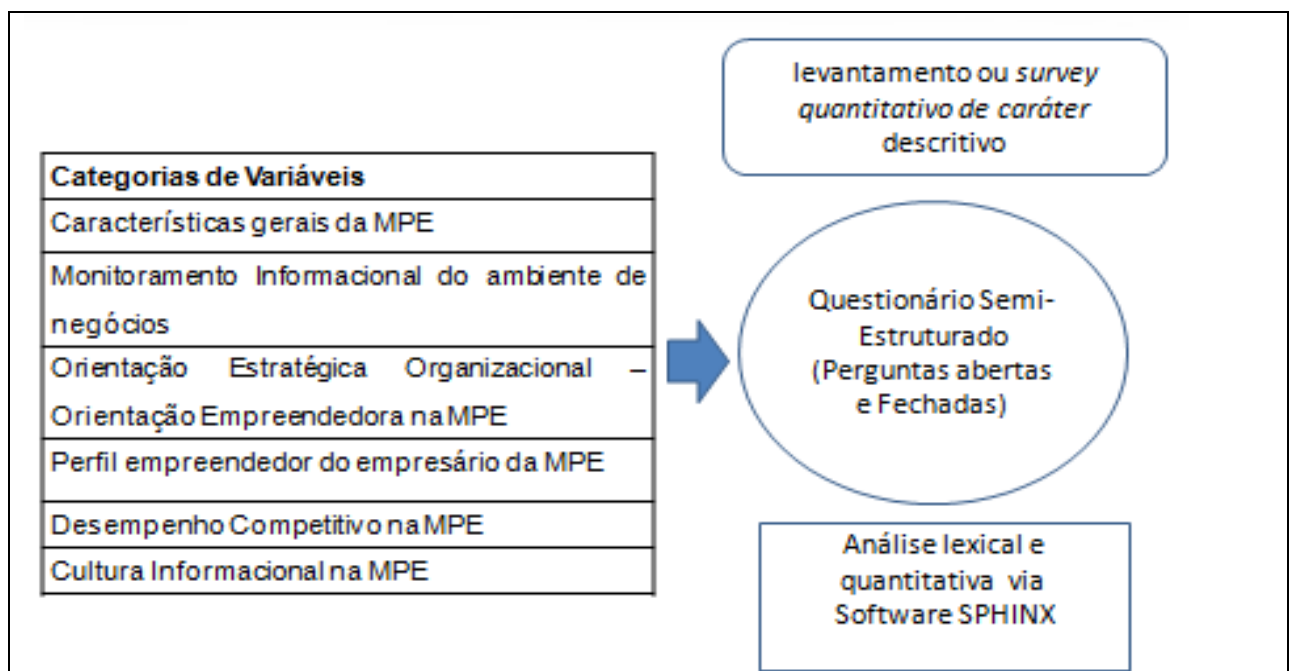 Categorias de Variáveis
Características gerais da MPE
Monitoramento Informacional do ambiente de
negócios
Orientação Estratégica Organizacional –
Orientação Empreendedora na MPE
Perfil empreendedor do empresário da MPE
Desempenho Competitivo na MPE
Cultura Informacional na MPE
levantamento ou survey
quantitativo de caráter
descritivo
Questionário Semi-
Estruturado
(Perguntas abertas
e Fechadas)
Análise lexical e
quantitativa via
Software SPHINX